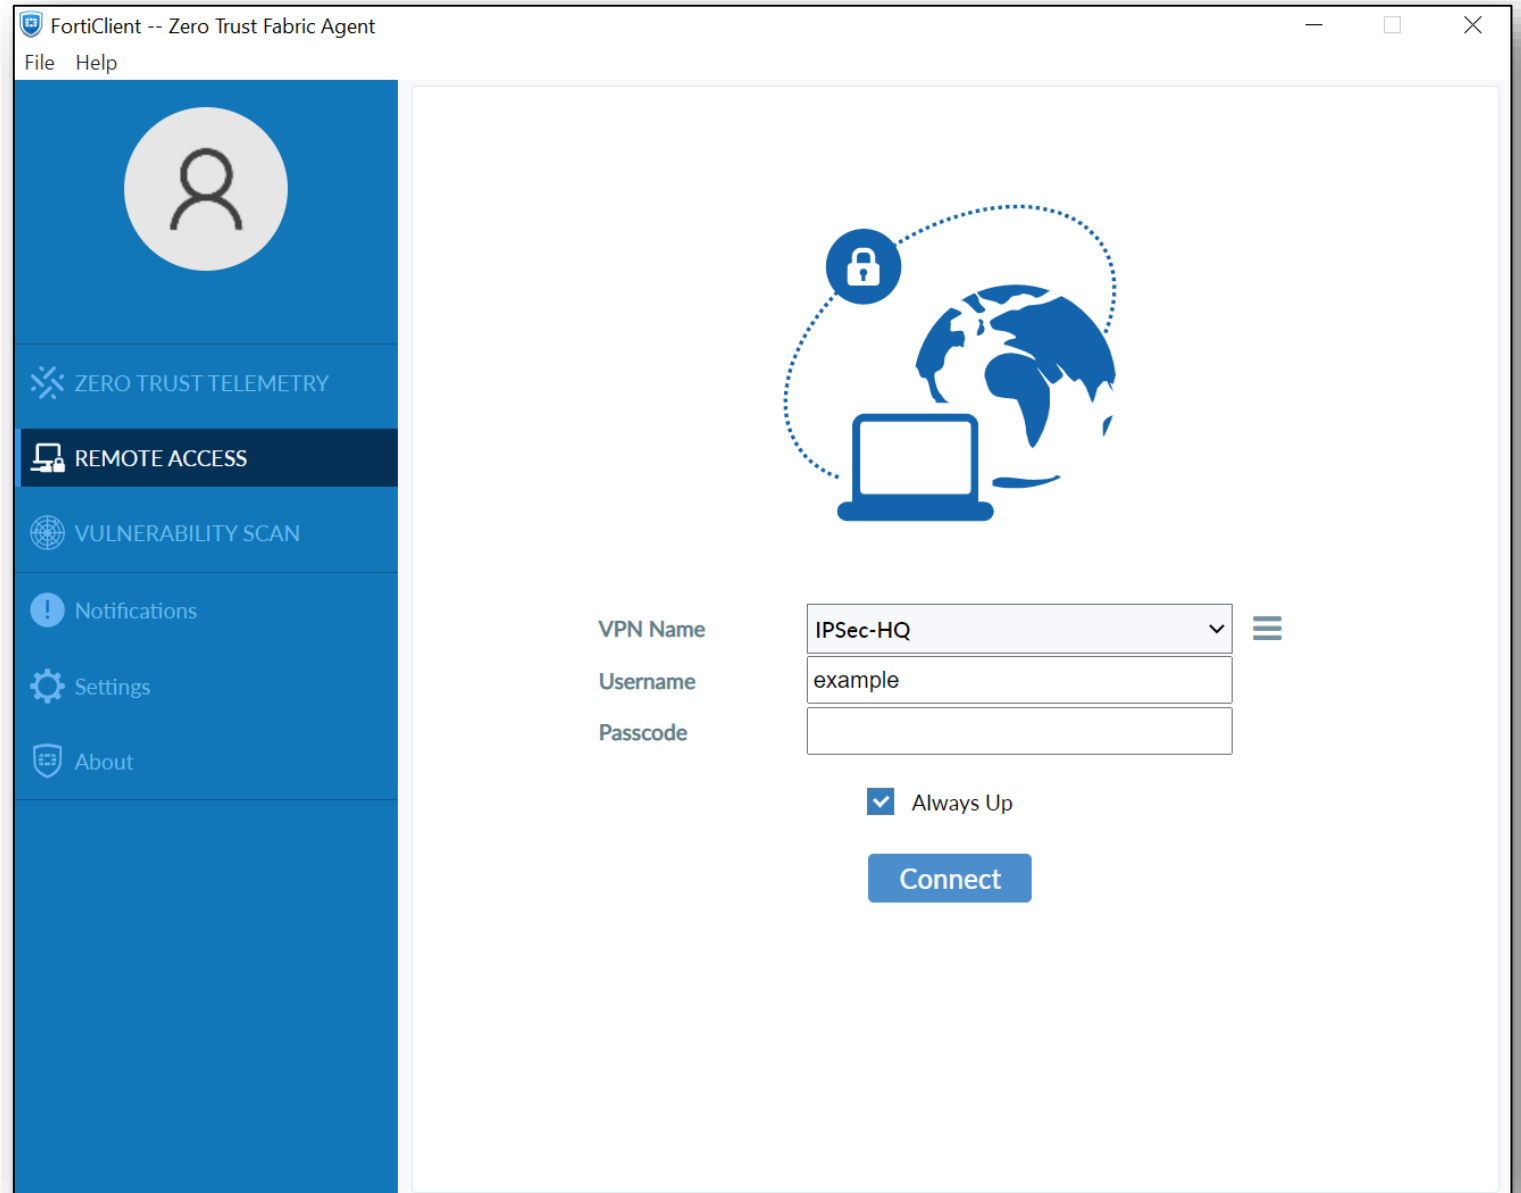 FortiClient -- Zero Trust Fabric Agent
File Help
ZERO TRUST TELEMETRY
REMOTE ACCESS
VULNERABILITY SCAN
Notifications
Settings
About
VPN Name IPSec-HQ
Username example
Passcode
Always Up
Connect